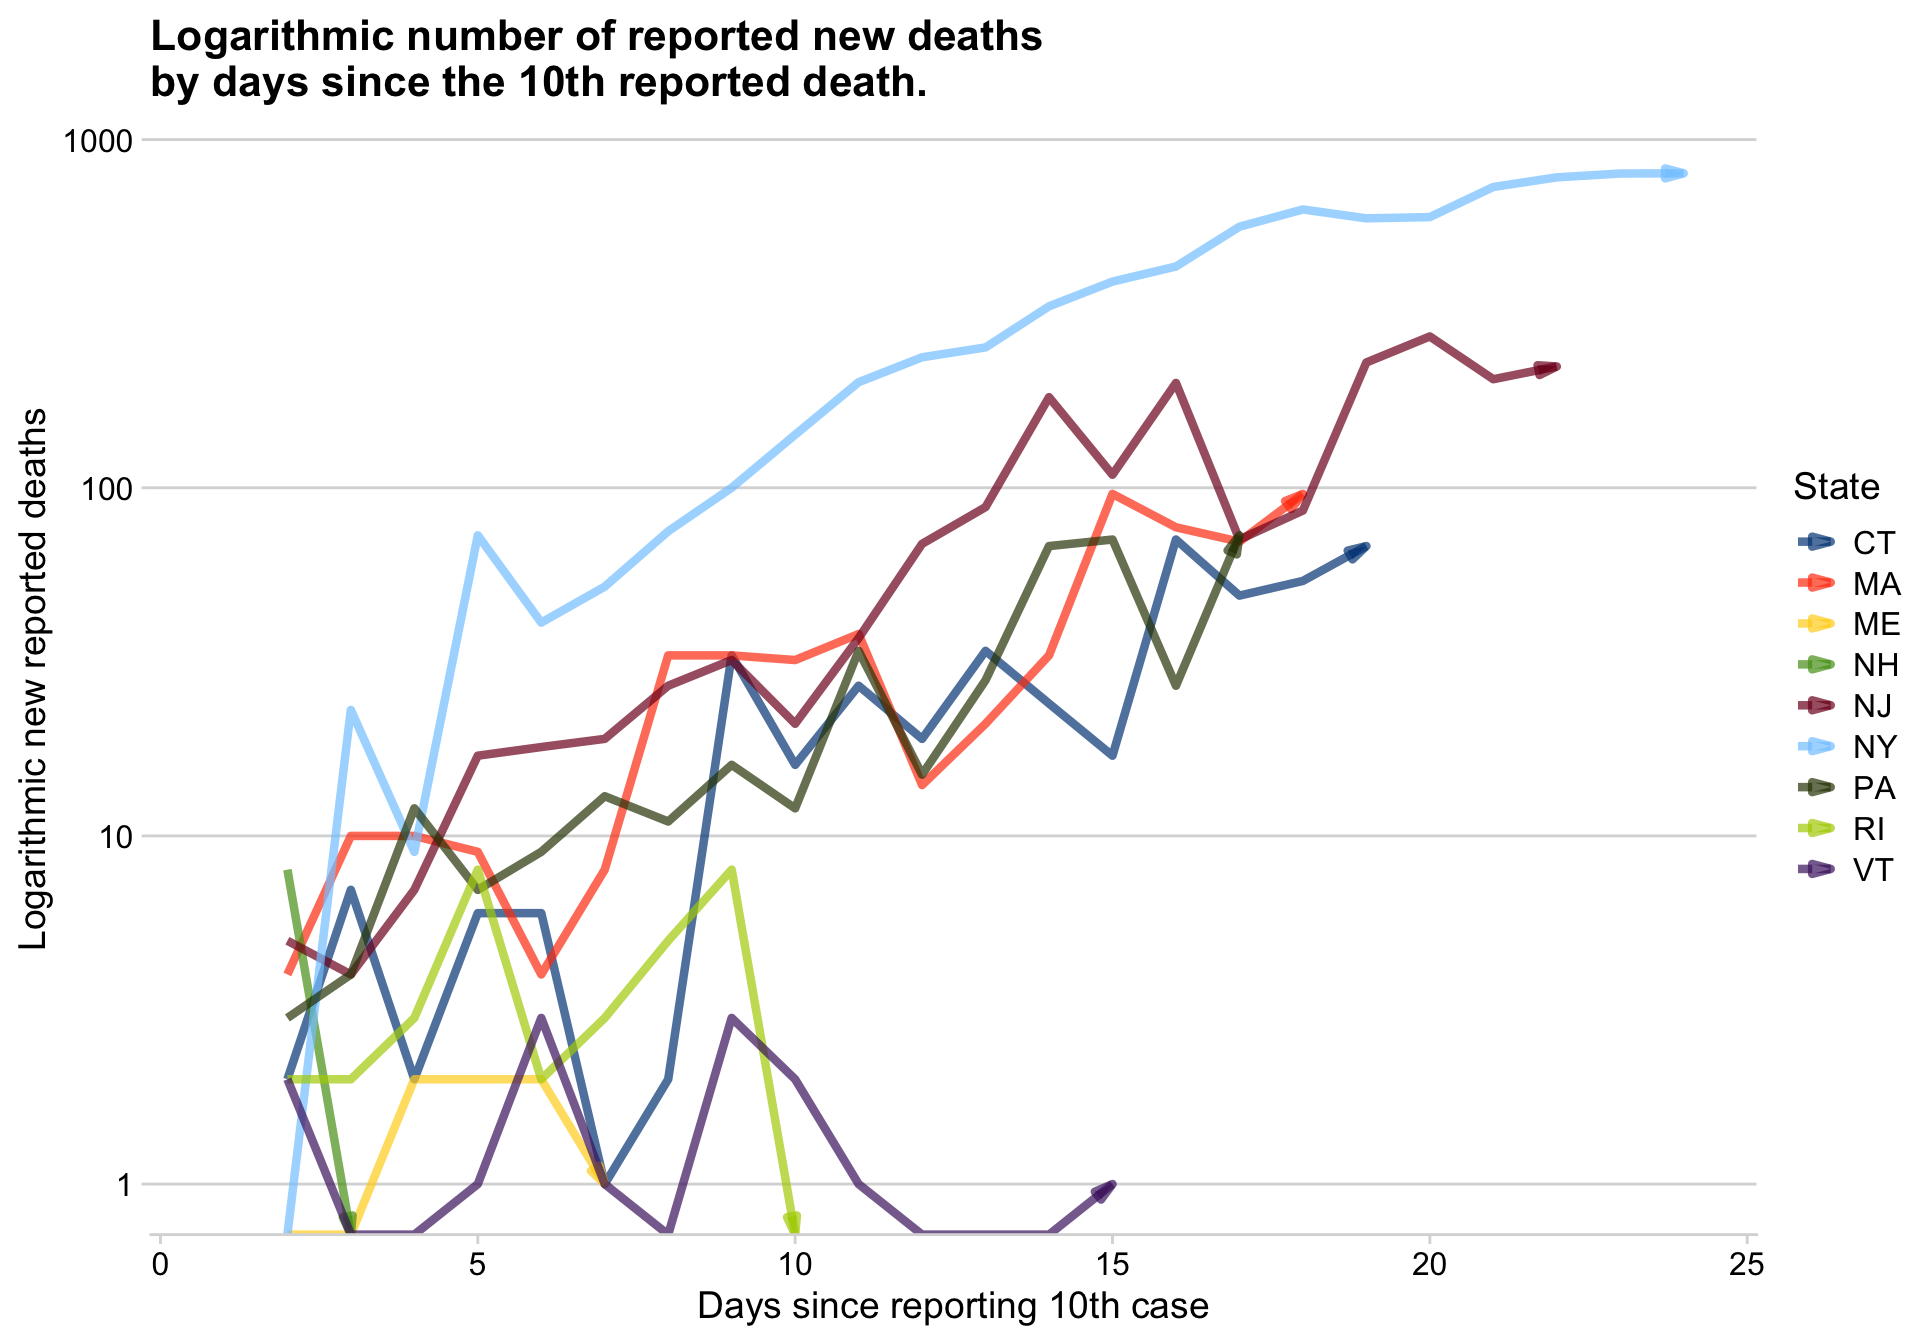 Logarithmic number of reported new deaths
by days since the 10th reported death.
1000
100
10
1
Logarithmic new reported deaths
0
5
10
15
20
25
Days since reporting 10th case
State
CT
MA
ME
NH
NJ
NY
PA
RI
VT